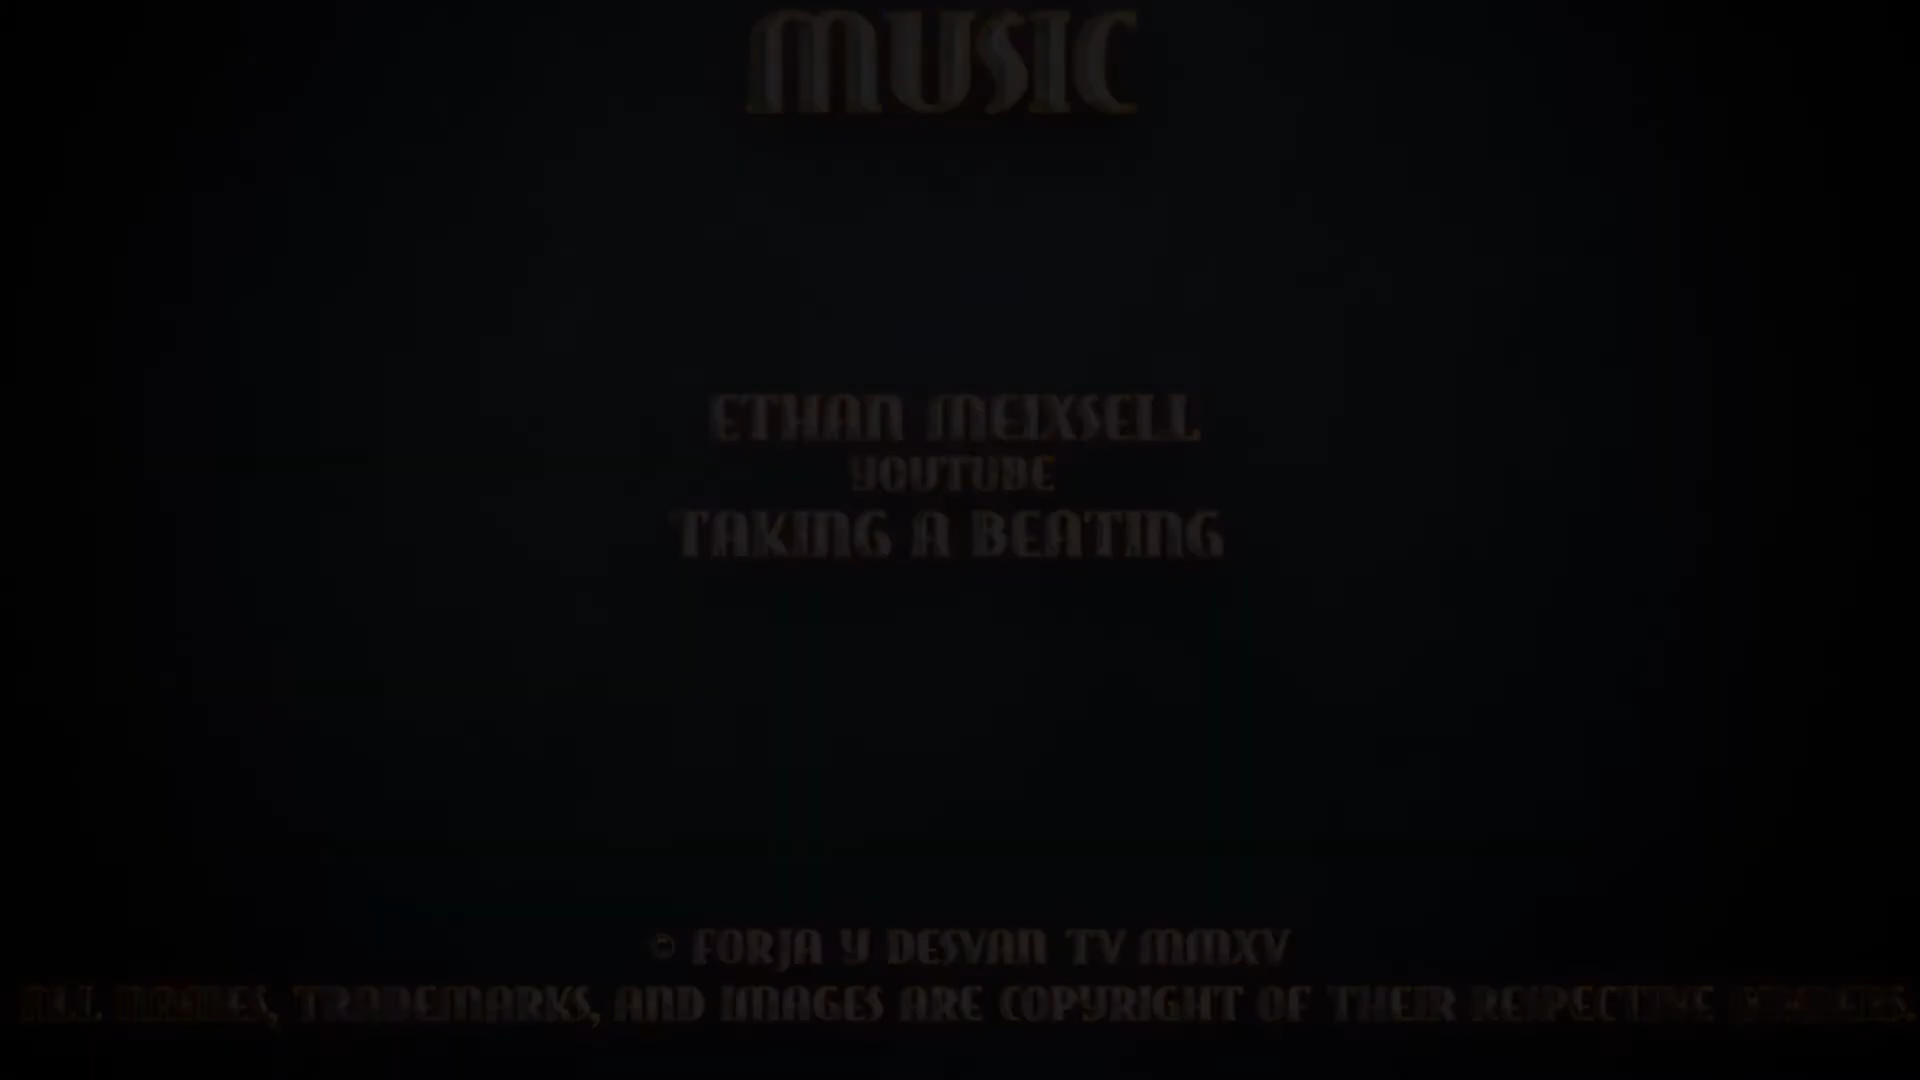 MUSIC
ETHAN MEIXSELL
YOUTUBE
TAKING A BEATING
© FORJA Y DESVAN TV MMXV
ALL NAMES, TRADEMARKS, AND IMAGES ARE COPYRIGHT OF THEIR RESPECTIVE OWNERS.